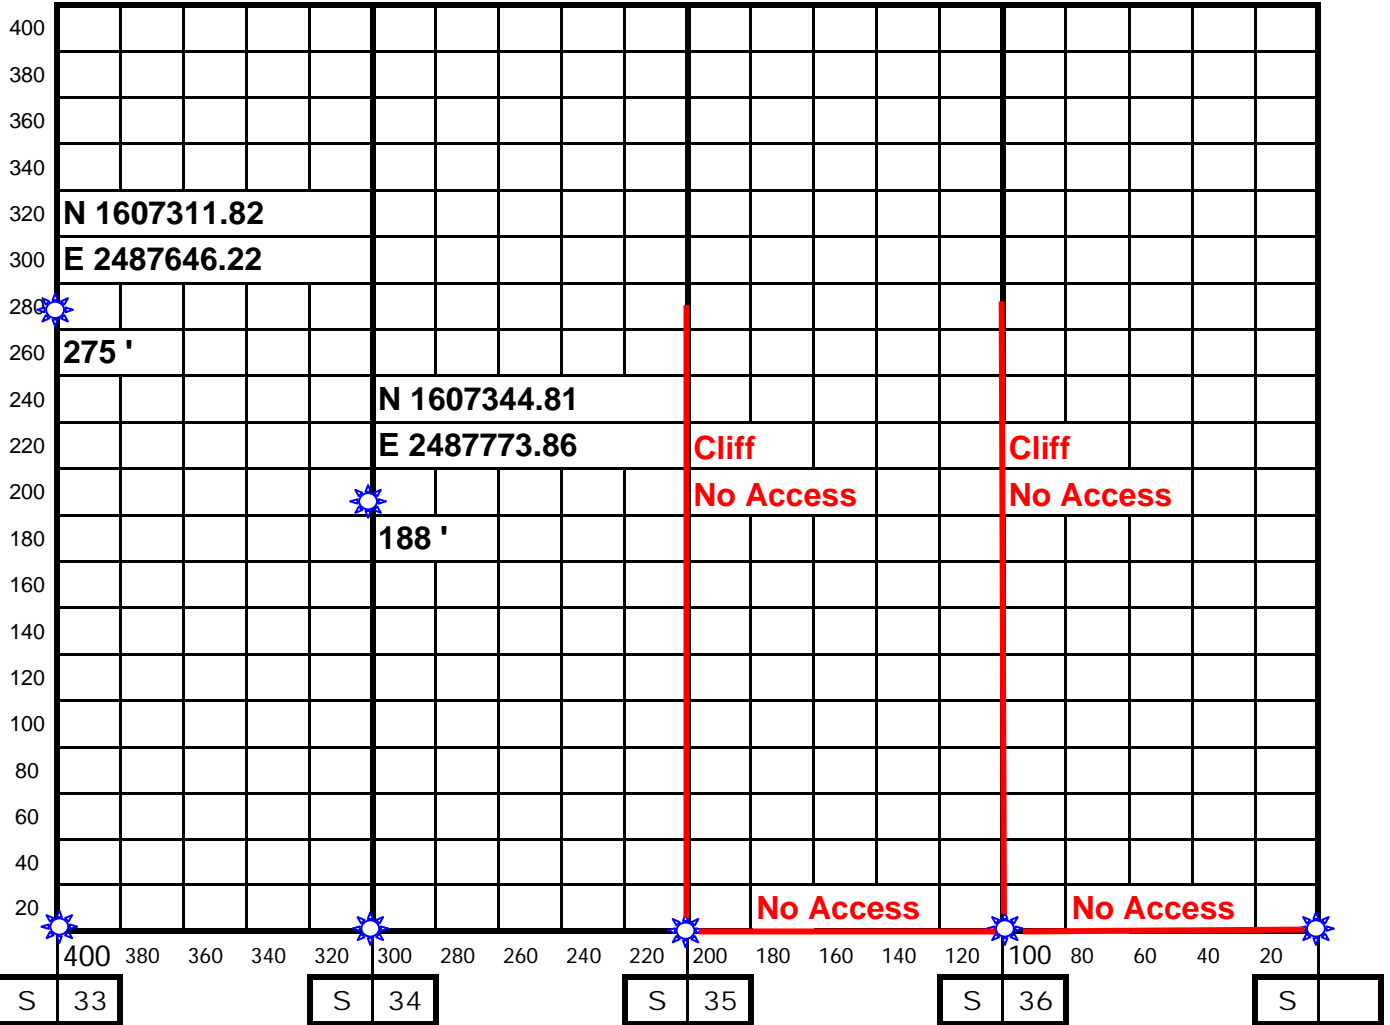 400
380
360
340
320 N 1607311.82
300 E 2487646.22
280
260 275 '
240 N 1607344.81
220 E 2487773.86 Cliff Cliff
200 No Access No Access
180 188 '
160
140
120
100
80
60
40
20 No Access No Access
400 380 360 340 320 300 280 260 240 220 200 180 160 140 120 100 80 60 40 20
S 33 S 34 S 35 S 36 S